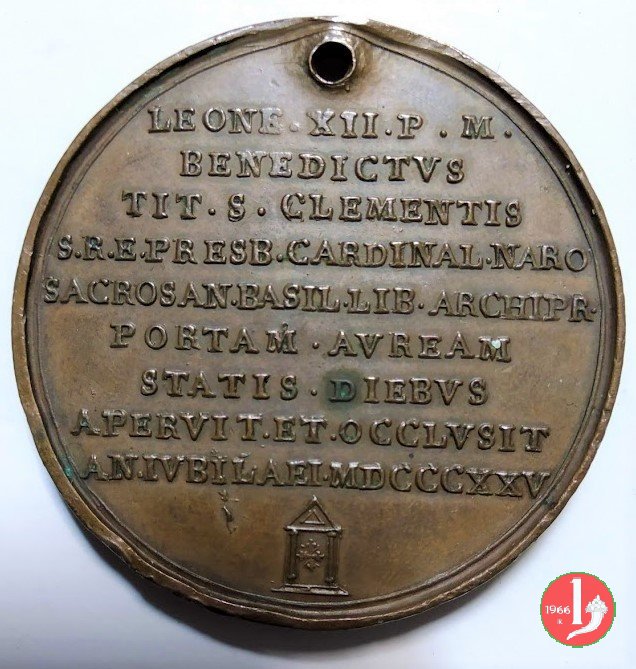 LEONE·XII·P·M·
BENEDICTVS
TIT·S·CLEMENTIS
S·R·E·PRESB·CARDINAL·NARO
SACROSAN·BASIL·LIB·ARCHIPR·
PORTAM·AVREAM
STATIS·DIEBVS
APERVIT·ET·OCCLVSIT
AN·IVBILAEI·MDCCCXXV
1966